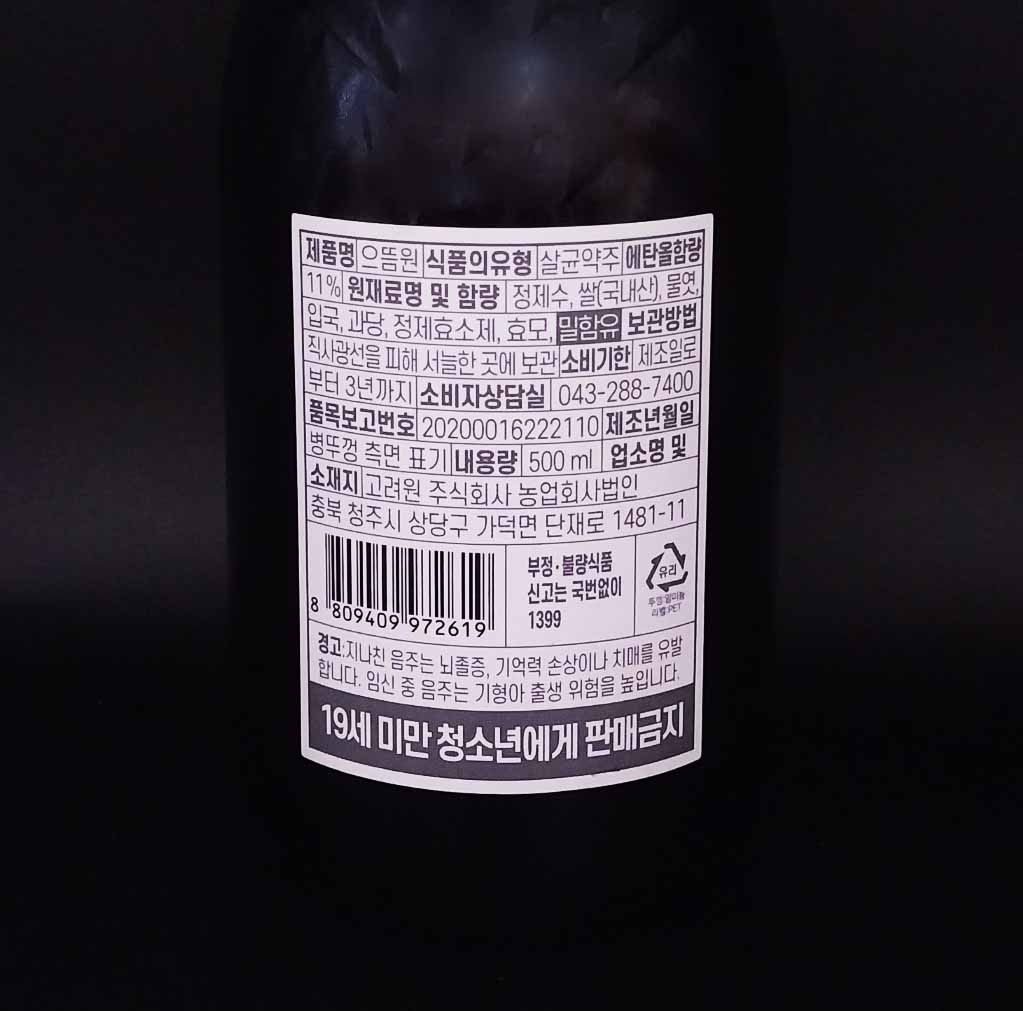 제품명 으뜸원 식품의유형 살균약주 에탄올함량
11% 원재료명 및 함량 정제수, 쌀(국내산), 물엿,
입국, 과당, 정제효소제, 효모, 밀함유 보관방법
직사광선을 피해 서늘한 곳에 보관 소비기한 제조일로
부터 3년까지 소비자상담실 043-288-7400
품목보고번호 20200016222110 제조년월일
병뚜껑 측면 표기 내용량 500 ml 업소명 및
소재지 고려원 주식회사 농업회사법인
충북 청주시 상당구 가덕면 단재로 1481-11
8 809409 972619
부정·불량식품
신고는 국번없이
1399
유리
뚜껑:알미늄
라벨:PET
경고:지나친 음주는 뇌졸증, 기억력 손상이나 치매를 유발
합니다. 임신 중 음주는 기형아 출생 위험을 높입니다.
19세 미만 청소년에게 판매금지